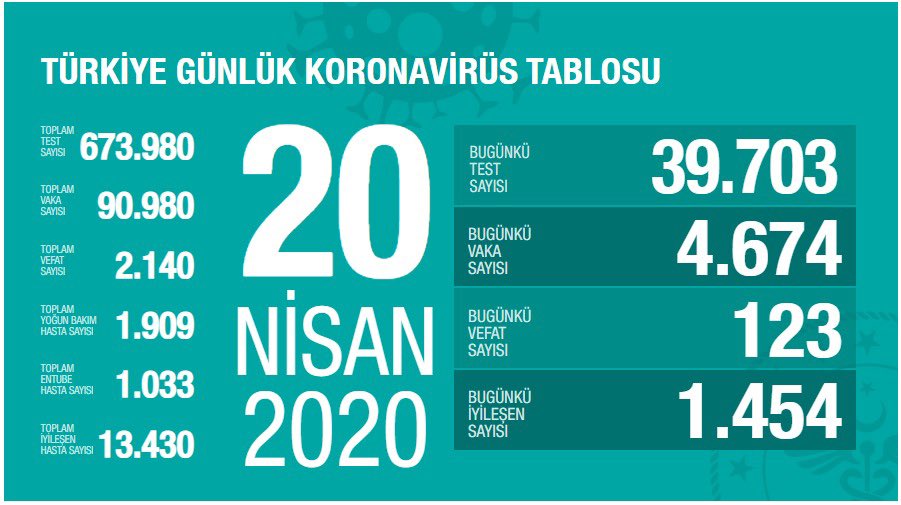 TÜRKİYE GÜNLÜK KORONAVİRÜS TABLOSU
TOPLAM
TEST
SAYISI
673.980
TOPLAM
VAKA
SAYISI
90.980
TOPLAM
VEFAT
SAYISI
2.140
TOPLAM
YOĞUN BAKIM
HASTA SAYISI
1.909
TOPLAM
ENTUBE
HASTA SAYISI
1.033
TOPLAM
İYİLEŞEN
HASTA SAYISI
13.430
20
NİSAN
2020
BUGÜNKÜ
TEST
SAYISI
39.703
BUGÜNKÜ
VAKA
SAYISI
4.674
BUGÜNKÜ
VEFAT
SAYISI
123
BUGÜNKÜ
İYİLEŞEN
SAYISI
1.454